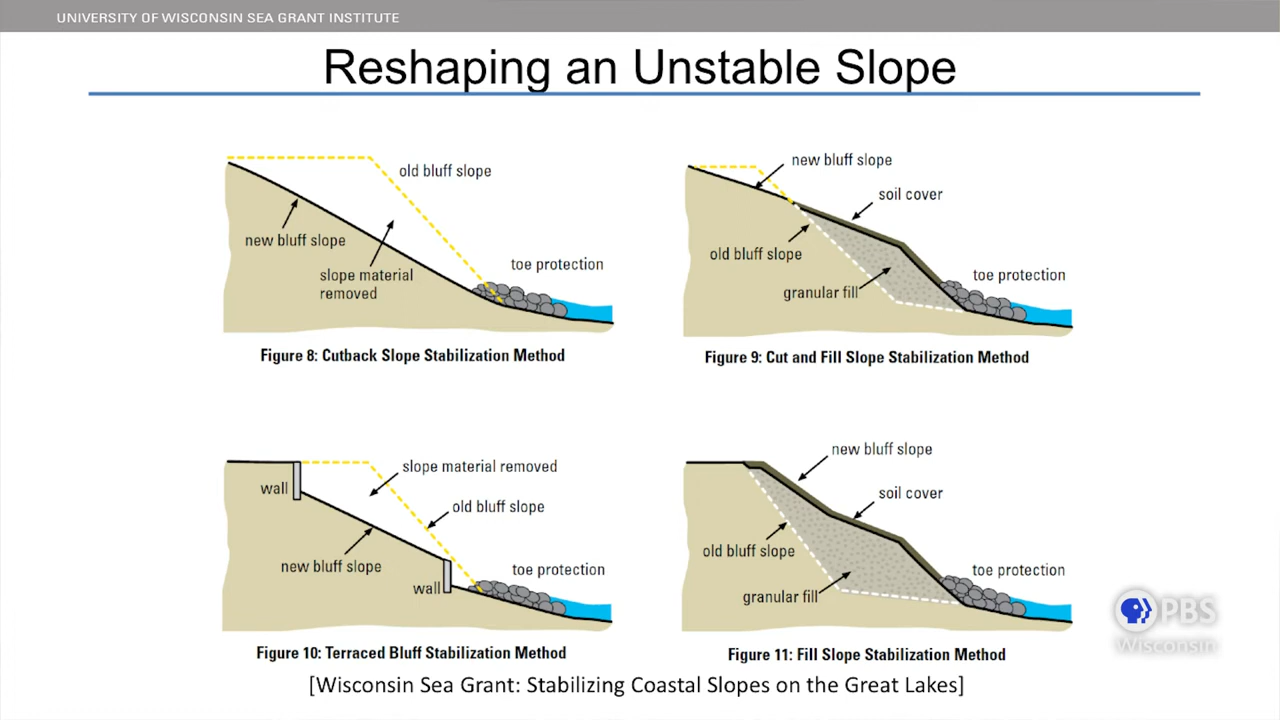 UNIVERSITY OF WISCONSIN SEA GRANT INSTITUTE
Reshaping an Unstable Slope
old bluff slope
new bluff slope
slope material
removed
toe protection
Figure 8: Cutback Slope Stabilization Method
new bluff slope
soil cover
old bluff slope
granular fill
toe protection
Figure 9: Cut and Fill Slope Stabilization Method
slope material removed
wall
old bluff slope
new bluff slope
toe protection
wall
Figure 10: Terraced Bluff Stabilization Method
new bluff slope
soil cover
old bluff slope
toe protection
granular fill
Figure 11: Fill Slope Stabilization Method
PBS
Wisconsin
[Wisconsin Sea Grant: Stabilizing Coastal Slopes on the Great Lakes]